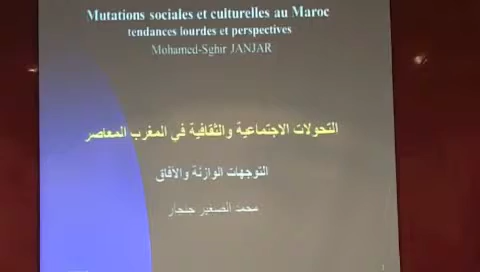 Mutations sociales et culturelles au Maroc
tendances lourdes et perspectives
Mohamed-Sghir JANJAR
التحولات الاجتماعية والثقافية في المغرب المعاصر
التوجهات الوازنة والآفاق
محمد الصغير جنجار